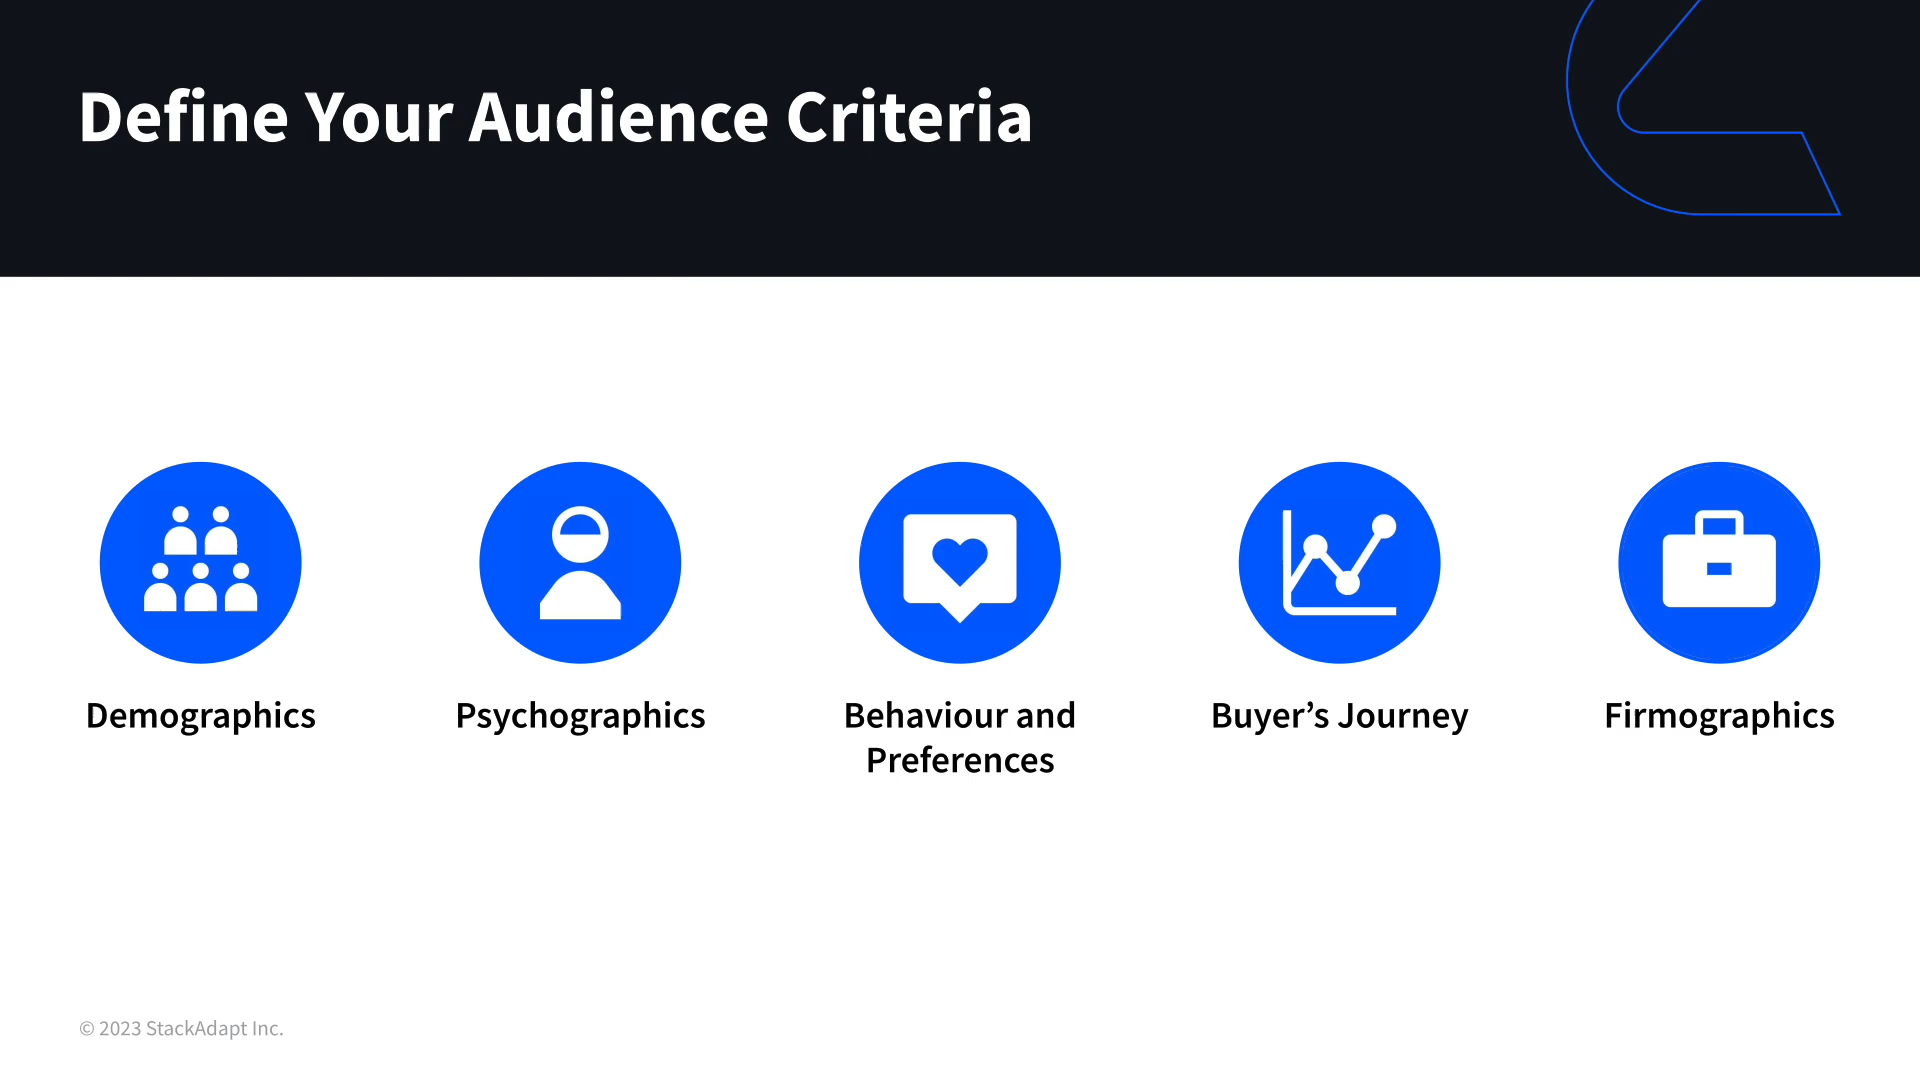 Define Your Audience Criteria
Demographics
Psychographics
Behaviour and
Preferences
Buyer’s Journey
Firmographics
© 2023 StackAdapt Inc.